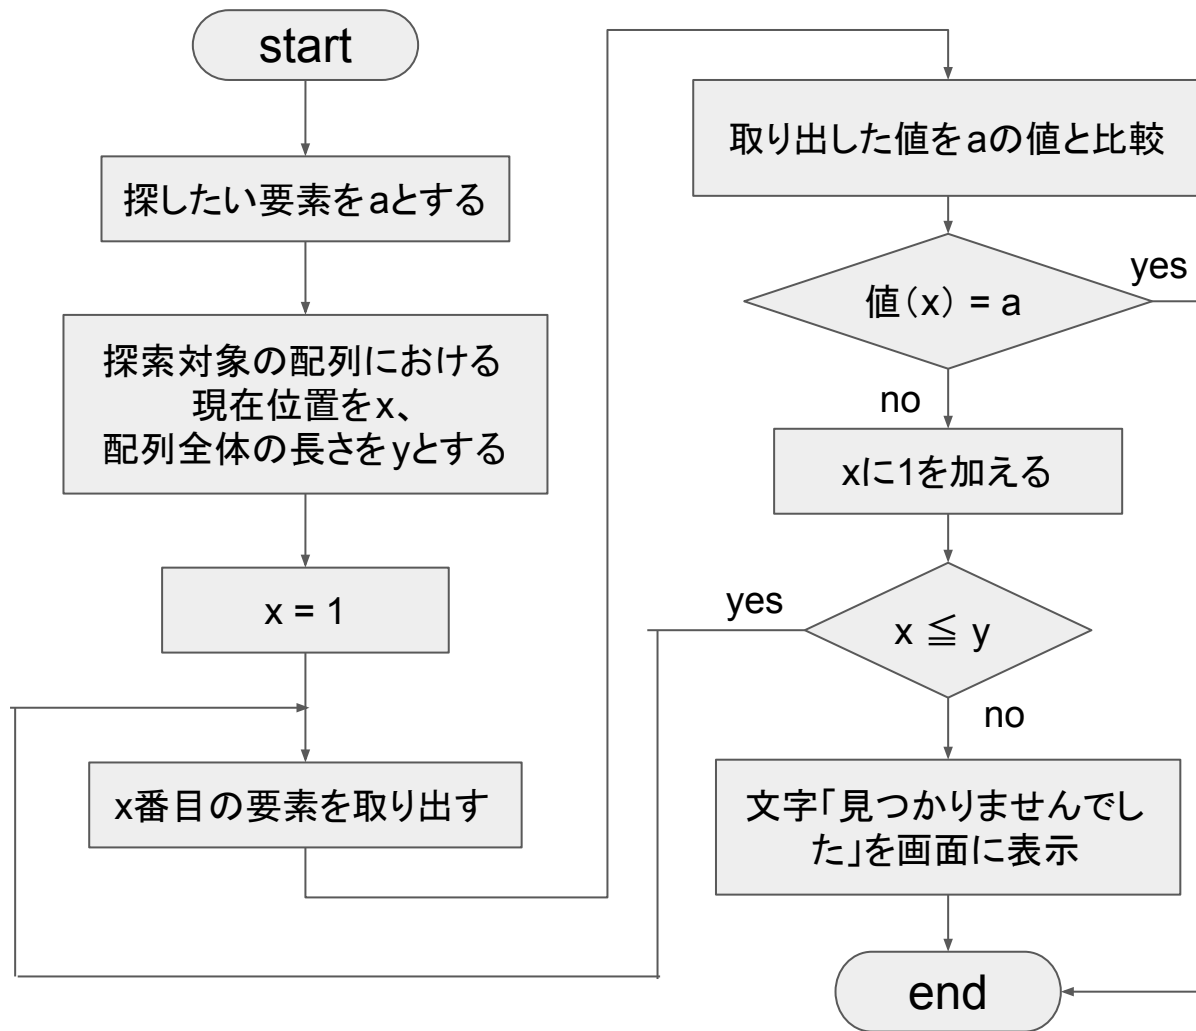 start
探したい要素をaとする
探索対象の配列における
現在位置をx、
配列全体の長さをyとする
x = 1
x番目の要素を取り出す
取り出した値をaの値と比較
値（x） = a
yes
no
xに1を加える
x ≦ y
yes
no
文字「見つかりませんでし
た」を画面に表示
end